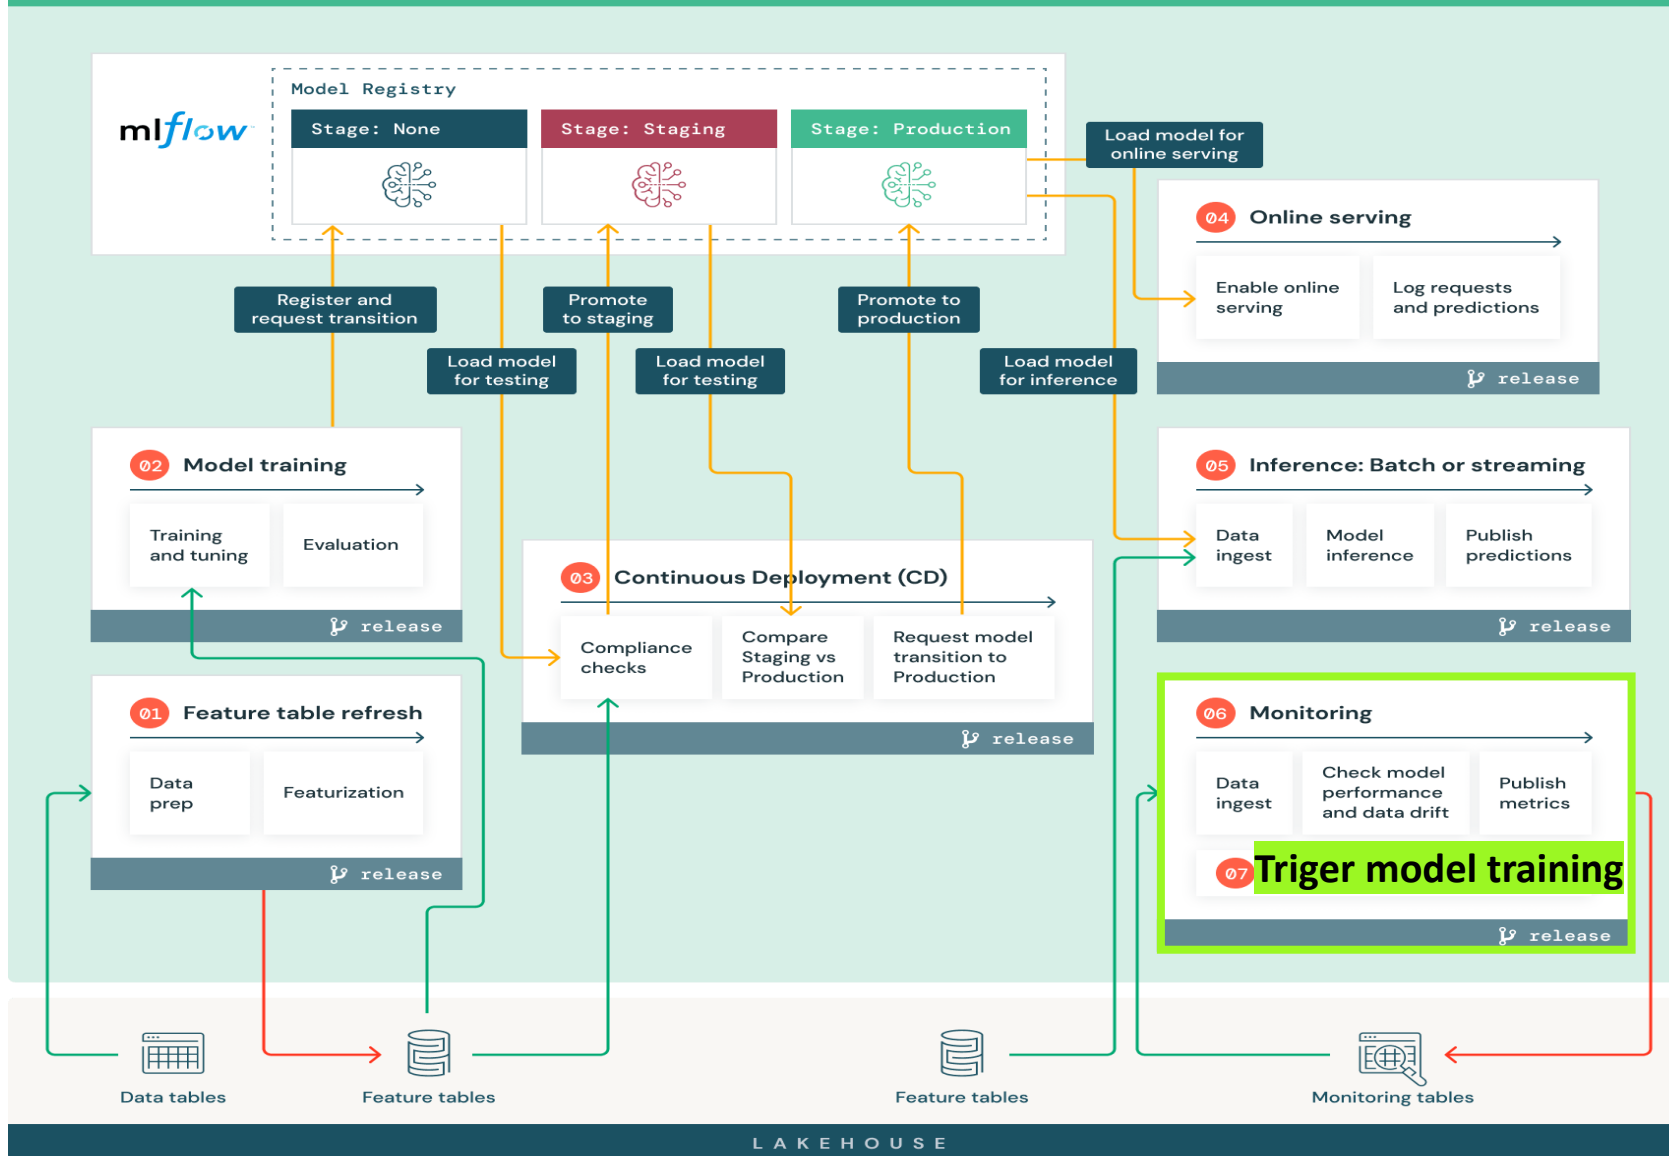 mlflow
Model Registry
Stage: None
Stage: Staging
Stage: Production
Load model for
online serving
Register and
request transition
Promote
to staging
Promote to
production
Load model
for testing
Load model
for testing
Load model
for inference
04 Online serving
Enable online
serving
Log requests
and predictions
release
02 Model training
Training
and tuning
Evaluation
release
05 Inference: Batch or streaming
Data
ingest
Model
inference
Publish
predictions
release
03 Continuous Deployment (CD)
Compliance
checks
Compare
Staging vs
Production
Request model
transition to
Production
release
01 Feature table refresh
Data
prep
Featurization
release
06 Monitoring
Data
ingest
Check model
performance
and data drift
Publish
metrics
07 Triger model training
release
Data tables
Feature tables
Feature tables
Monitoring tables
LAKEHOUSE